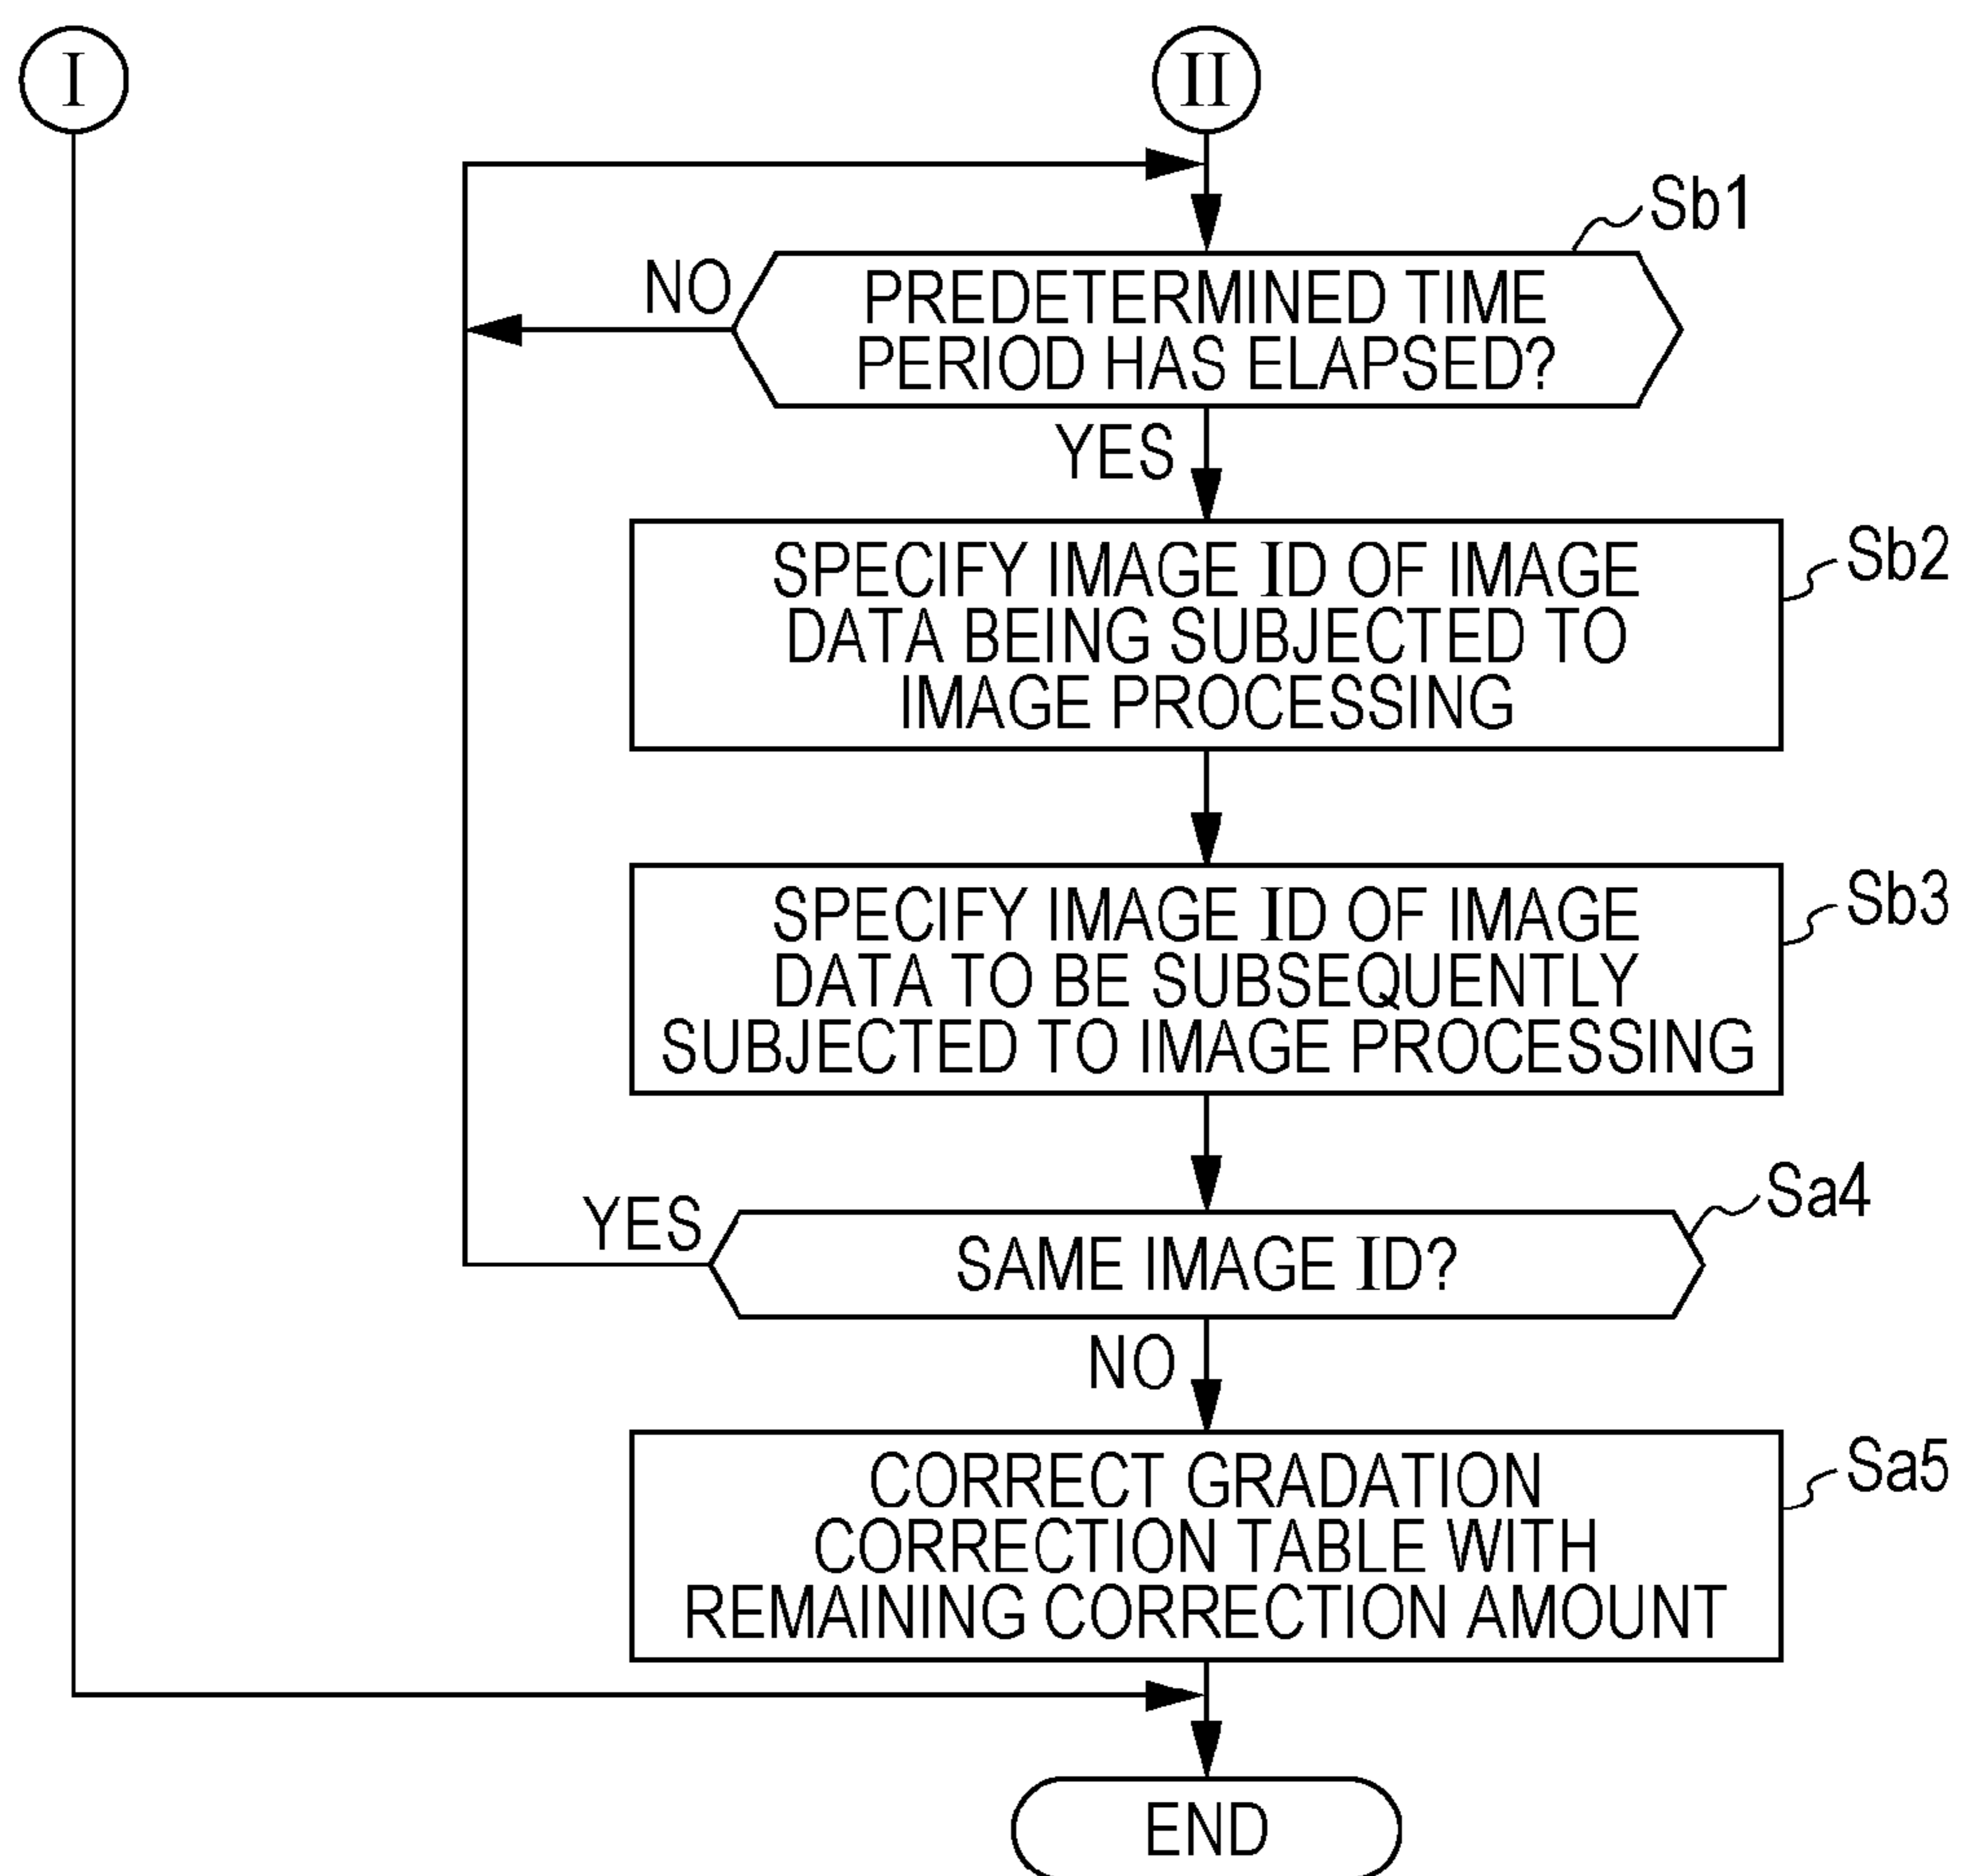 I
II
Sb1
NO
PREDETERMINED TIME
PERIOD HAS ELAPSED?
YES
Sb2
SPECIFY IMAGE ID OF IMAGE
DATA BEING SUBJECTED TO
IMAGE PROCESSING
Sb3
SPECIFY IMAGE ID OF IMAGE
DATA TO BE SUBSEQUENTLY
SUBJECTED TO IMAGE PROCESSING
Sa4
YES
SAME IMAGE ID?
NO
Sa5
CORRECT GRADATION
CORRECTION TABLE WITH
REMAINING CORRECTION AMOUNT
END